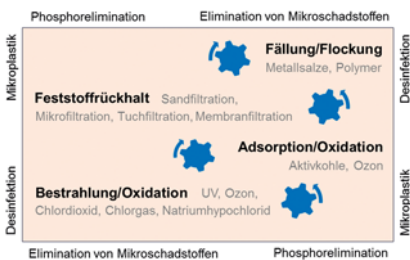 Phosphorelimination
Elimination von Mikroschadstoffen
Mikroplastik
Desinfektion
Fällung/Flockung
Metallsalze, Polymer
Feststoffrückhalt Sandfiltration,
Mikrofiltration, Tuchfiltration, Membranfiltration
Adsorption/Oxidation
Aktivkohle, Ozon
Bestrahlung/Oxidation UV, Ozon,
Chlordioxid, Chlorgas, Natriumhypochlorid
Desinfektion
Mikroplastik
Elimination von Mikroschadstoffen
Phosphorelimination